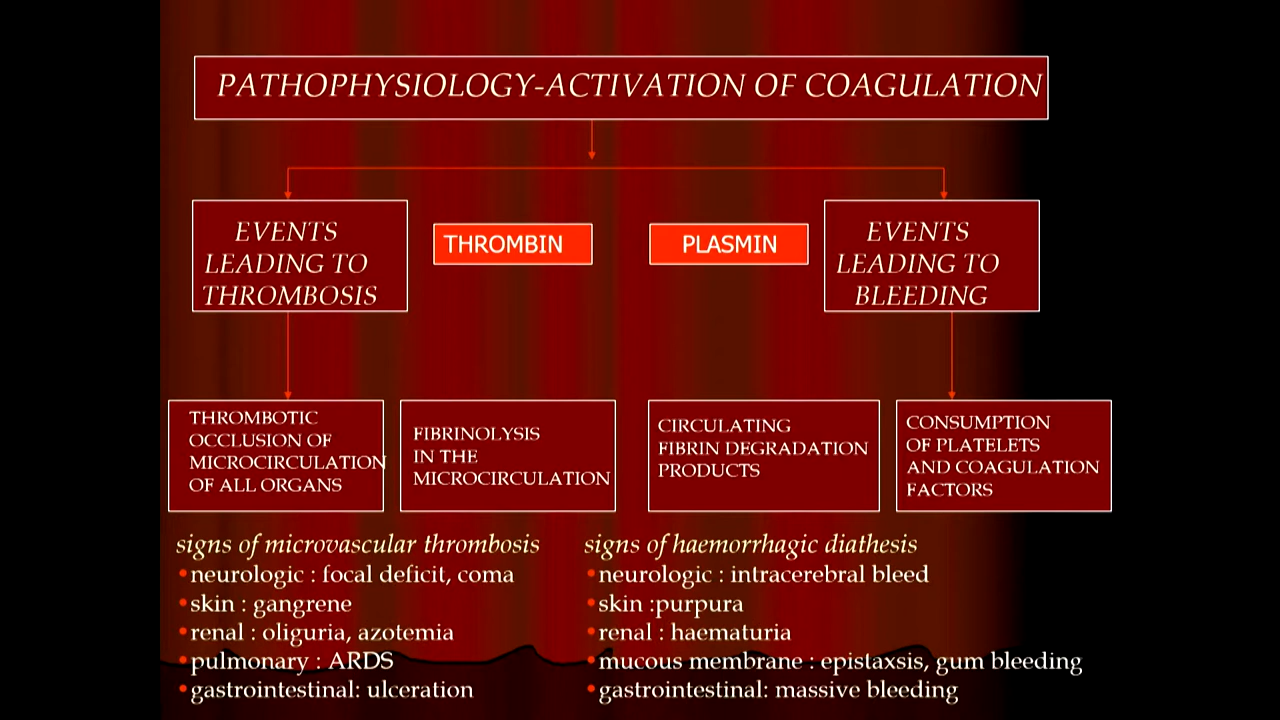 PATHOPHYSIOLOGY-ACTIVATION OF COAGULATION
EVENTS
LEADING TO
THROMBOSIS
THROMBIN
PLASMIN
EVENTS
LEADING TO
BLEEDING
THROMBOTIC
OCCLUSION OF
MICROCIRCULATION
OF ALL ORGANS
FIBRINOLYSIS
IN THE
MICROCIRCULATION
CIRCULATING
FIBRIN DEGRADATION
PRODUCTS
CONSUMPTION
OF PLATELETS
AND COAGULATION
FACTORS
signs of microvascular thrombosis
•neurologic : focal deficit, coma
•skin : gangrene
•renal : oliguria, azotemia
•pulmonary : ARDS
•gastrointestinal: ulceration
signs of haemorrhagic diathesis
•neurologic : intracerebral bleed
•skin :purpura
•renal : haematuria
•mucous membrane : epistaxsis, gum bleeding
•gastrointestinal: massive bleeding